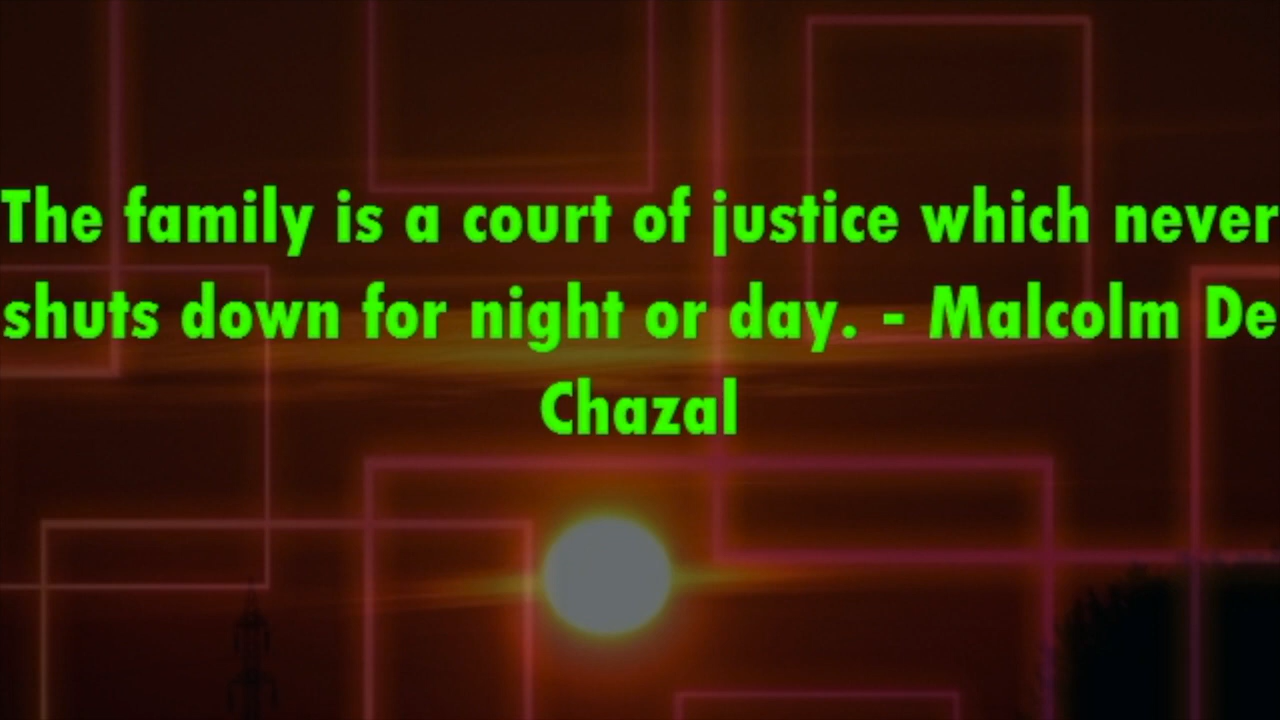 The family is a court of justice which never
shuts down for night or day. - Malcolm De
Chazal